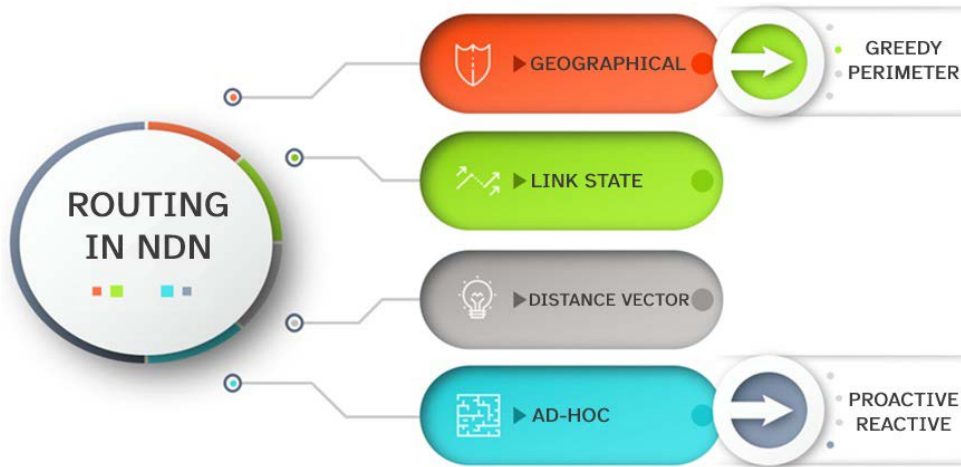 ROUTING
IN NDN
GEOGRAPHICAL
GREEDY
PERIMETER
LINK STATE
DISTANCE VECTOR
AD-HOC
PROACTIVE
REACTIVE